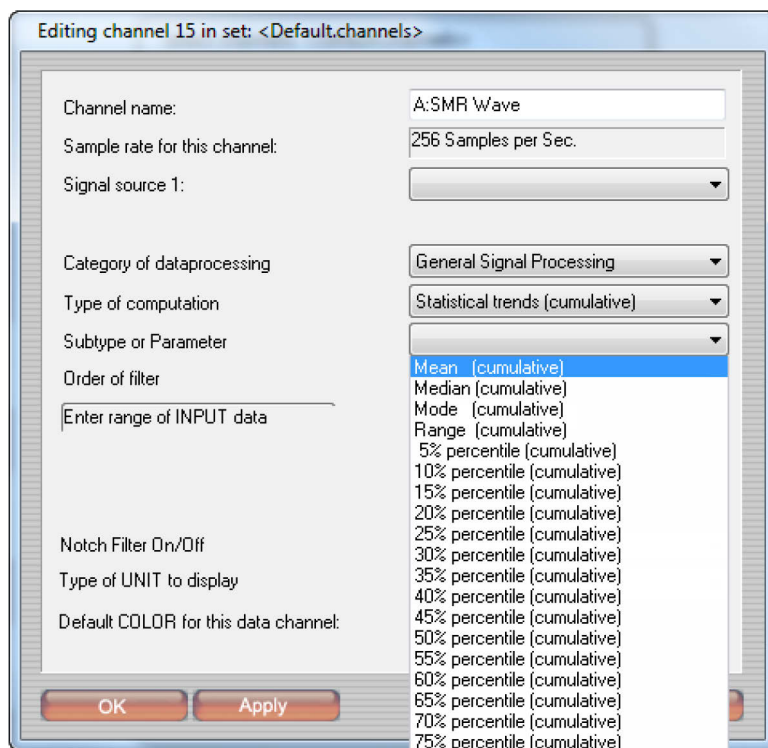 Editing channel 15 in set: <Default.channels>
Channel name:
A:SMR Wave
Sample rate for this channel:
256 Samples per Sec.
Signal source 1:
Category of dataprocessing
General Signal Processing
Type of computation
Statistical trends (cumulative)
Subtype or Parameter
Order of filter
Enter range of INPUT data
Notch Filter On/Off
Type of UNIT to display
Default COLOR for this data channel:
Mean (cumulative)
Median (cumulative)
Mode (cumulative)
Range (cumulative)
5% percentile (cumulative)
10% percentile (cumulative)
15% percentile (cumulative)
20% percentile (cumulative)
25% percentile (cumulative)
30% percentile (cumulative)
35% percentile (cumulative)
40% percentile (cumulative)
45% percentile (cumulative)
50% percentile (cumulative)
55% percentile (cumulative)
60% percentile (cumulative)
65% percentile (cumulative)
70% percentile (cumulative)
75% percentile (cumulative)
OK
Apply